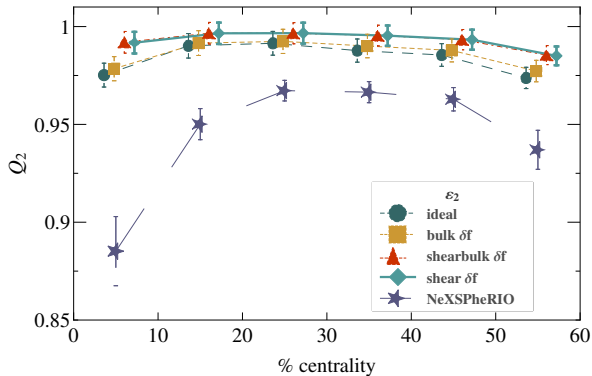 1
0.95
0.9
0.85
Q2
0 10 20 30 40 50 60
% centrality
ε2
ideal
bulk δf
shearbulk δf
shear δf
NeXSPheRIO